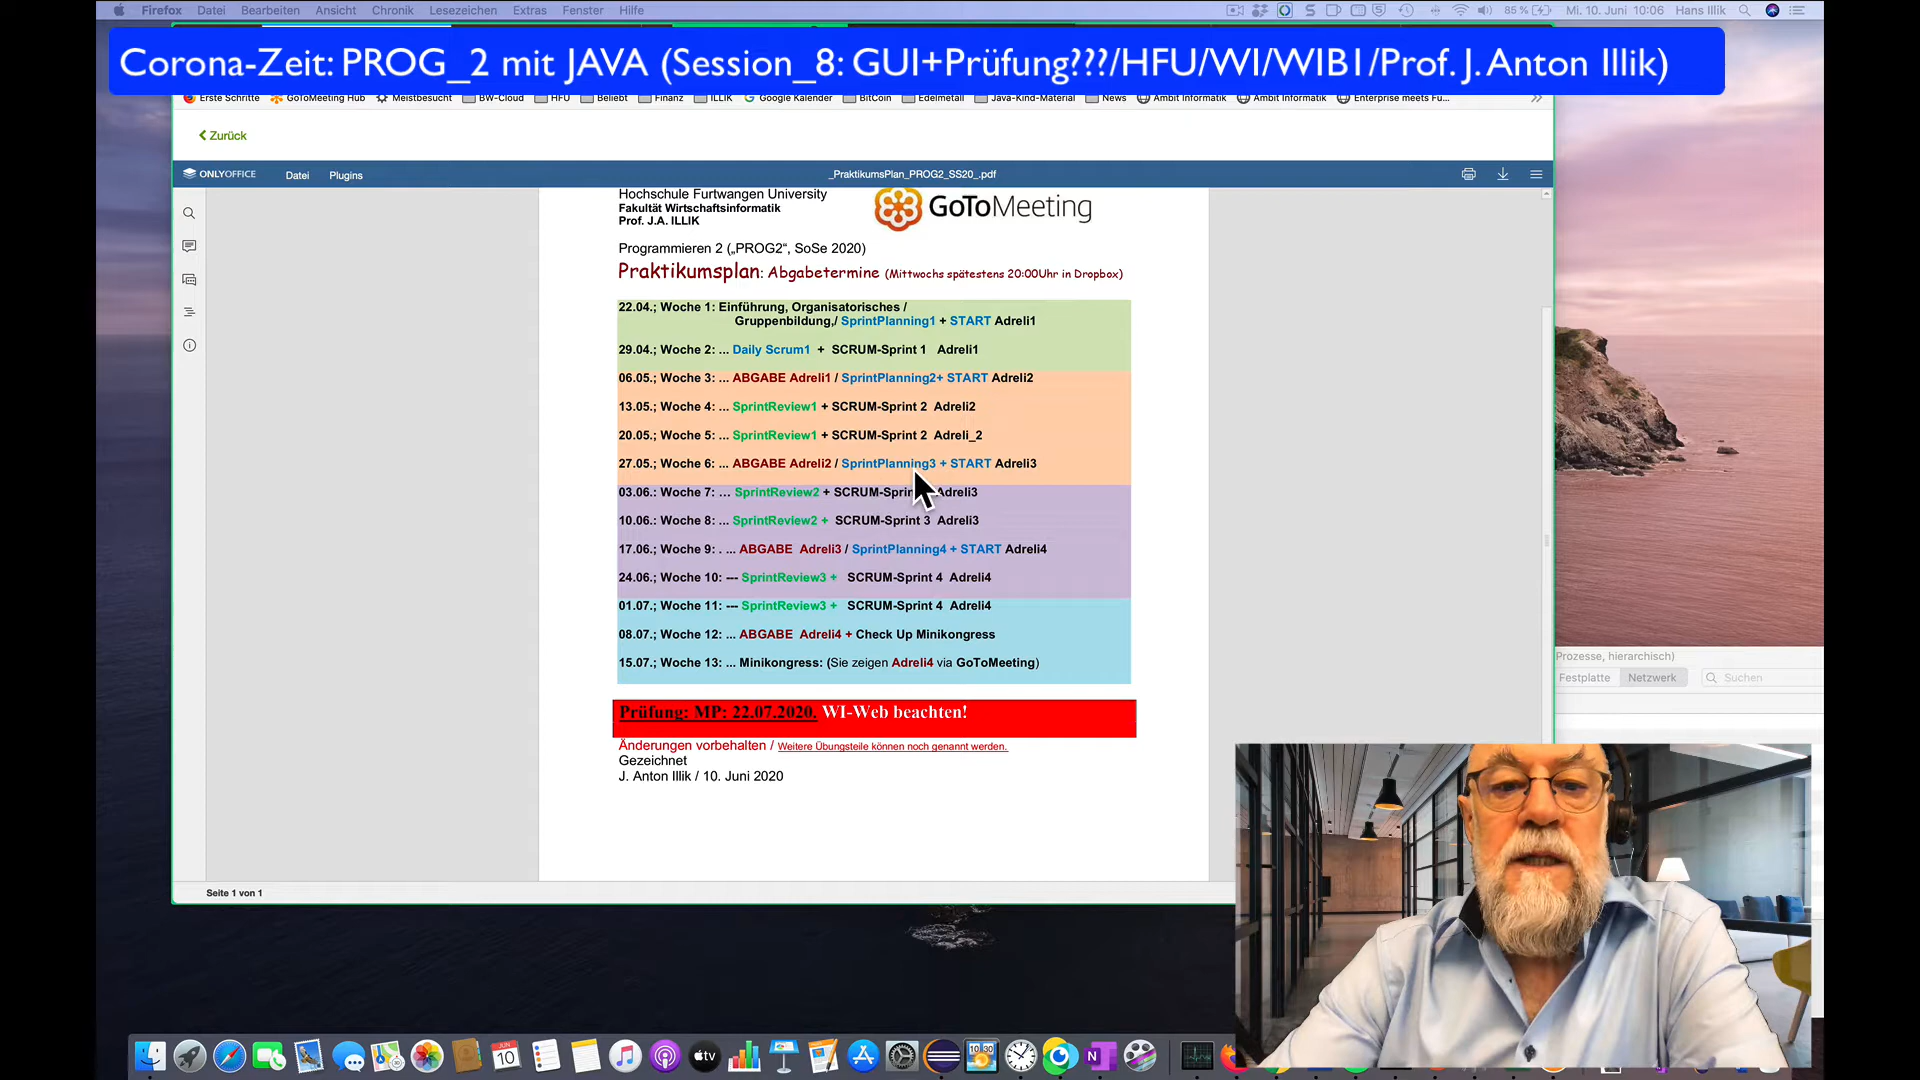 Firefox Datei Bearbeiten Ansicht Chronik Lesezeichen Extras Fenster Hilfe 85 % Mi. 10. Juni 10:06 Hans Illik
Corona-Zeit: PROG_2 mit JAVA (Session_8: GUI+Prüfung???/HFU/WI/WIB1/Prof. J. Anton Illik)
Erste Schritte GoToMeeting Hub Meistbesucht BW-Cloud HFU Beliebt Finanz ILLIK Google Kalender BitCoin Edelmetall Java-Kind-Material News Ambit Informatik Ambit Informatik Enterprise meets Fu...
Zurück
ONLYOFFICE Datei Plugins _PraktikumsPlan_PROG2_SS20_.pdf
Hochschule Furtwangen University
Fakultät Wirtschaftsinformatik
Prof. J.A. ILLIK
GoToMeeting
Programmieren 2 („PROG2“, SoSe 2020)
Praktikumsplan: Abgabetermine (Mittwochs spätestens 20:00Uhr in Dropbox)
22.04.; Woche 1: Einführung, Organisatorisches /
Gruppenbildung,/ SprintPlanning1 + START Adreli1
29.04.; Woche 2: ... Daily Scrum1 + SCRUM-Sprint 1 Adreli1
06.05.; Woche 3: ... ABGABE Adreli1 / SprintPlanning2+ START Adreli2
13.05.; Woche 4: ... SprintReview1 + SCRUM-Sprint 2 Adreli2
20.05.; Woche 5: ... SprintReview1 + SCRUM-Sprint 2 Adreli_2
27.05.; Woche 6: ... ABGABE Adreli2 / SprintPlanning3 + START Adreli3
03.06.: Woche 7: ... SprintReview2 + SCRUM-Sprin Adreli3
10.06.: Woche 8: ... SprintReview2 + SCRUM-Sprint 3 Adreli3
17.06.; Woche 9: . ... ABGABE Adreli3 / SprintPlanning4 + START Adreli4
24.06.; Woche 10: --- SprintReview3 + SCRUM-Sprint 4 Adreli4
01.07.; Woche 11: --- SprintReview3 + SCRUM-Sprint 4 Adreli4
08.07.; Woche 12: ... ABGABE Adreli4 + Check Up Minikongress
15.07.; Woche 13: ... Minikongress: (Sie zeigen Adreli4 via GoToMeeting)
Prüfung: MP: 22.07.2020. WI-Web beachten!
Änderungen vorbehalten / Weitere Übungsteile können noch genannt werden.
Gezeichnet
J. Anton Illik / 10. Juni 2020
Prozesse, hierarchisch)
Festplatte Netzwerk Suchen
Seite 1 von 1
JUN
10
tv
10:30
N